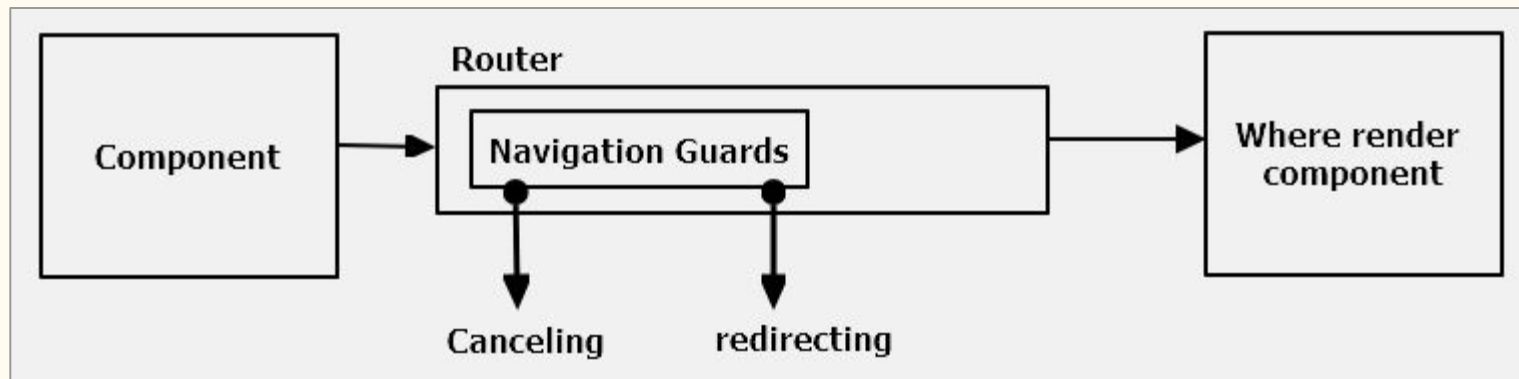 Router
Component
Navigation Guards
Where render
component
Canceling
redirecting